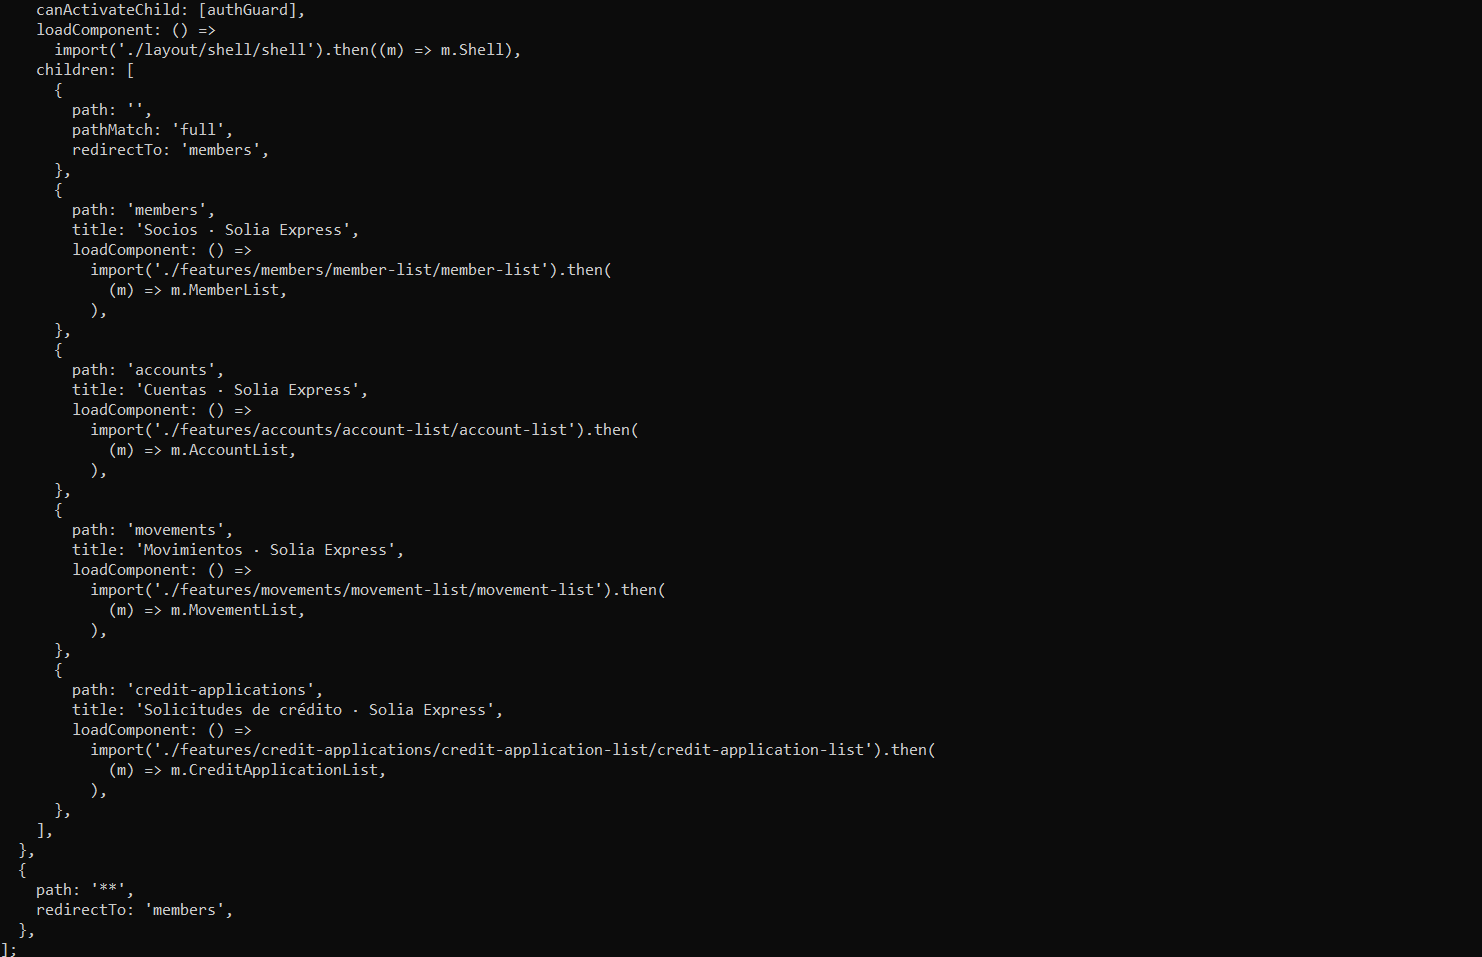 canActivateChild: [authGuard],
    loadComponent: () =>
      import('./layout/shell/shell').then((m) => m.Shell),
    children: [
      {
        path: '',
        pathMatch: 'full',
        redirectTo: 'members',
      },
      {
        path: 'members',
        title: 'Socios · Solia Express',
        loadComponent: () =>
          import('./features/members/member-list/member-list').then(
            (m) => m.MemberList,
          ),
      },
      {
        path: 'accounts',
        title: 'Cuentas · Solia Express',
        loadComponent: () =>
          import('./features/accounts/account-list/account-list').then(
            (m) => m.AccountList,
          ),
      },
      {
        path: 'movements',
        title: 'Movimientos · Solia Express',
        loadComponent: () =>
          import('./features/movements/movement-list/movement-list').then(
            (m) => m.MovementList,
          ),
      },
      {
        path: 'credit-applications',
        title: 'Solicitudes de crédito · Solia Express',
        loadComponent: () =>
          import('./features/credit-applications/credit-application-list/credit-application-list').then(
            (m) => m.CreditApplicationList,
          ),
      },
    ],
  },
  {
    path: '**',
    redirectTo: 'members',
  },
];